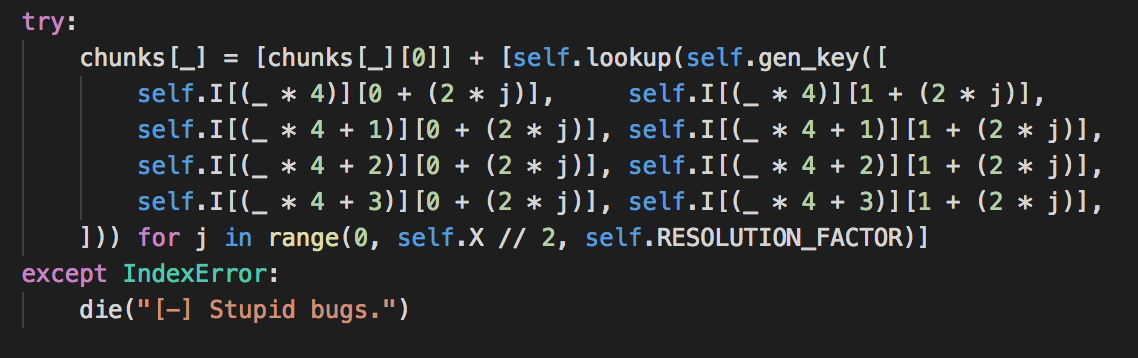 try:
    chunks[_] = [chunks[_][0]] + [self.lookup(self.gen_key([
        self.I[(_ * 4)][0 + (2 * j)],     self.I[(_ * 4)][1 + (2 * j)],
        self.I[(_ * 4 + 1)][0 + (2 * j)], self.I[(_ * 4 + 1)][1 + (2 * j)],
        self.I[(_ * 4 + 2)][0 + (2 * j)], self.I[(_ * 4 + 2)][1 + (2 * j)],
        self.I[(_ * 4 + 3)][0 + (2 * j)], self.I[(_ * 4 + 3)][1 + (2 * j)],
    ])) for j in range(0, self.X // 2, self.RESOLUTION_FACTOR)]
except IndexError:
    die("[-] Stupid bugs.")